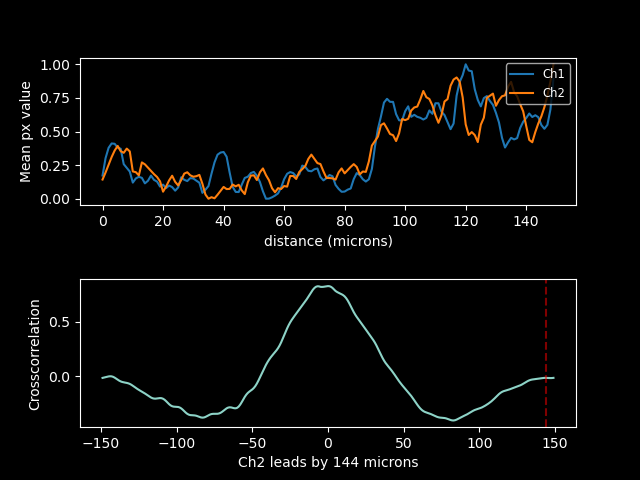 1.00
0.75
0.50
0.25
0.00
Mean px value
Ch1
Ch2
0 20 40 60 80 100 120 140
distance (microns)
0.5
0.0
Crosscorrelation
−150 −100 −50 0 50 100 150
Ch2 leads by 144 microns